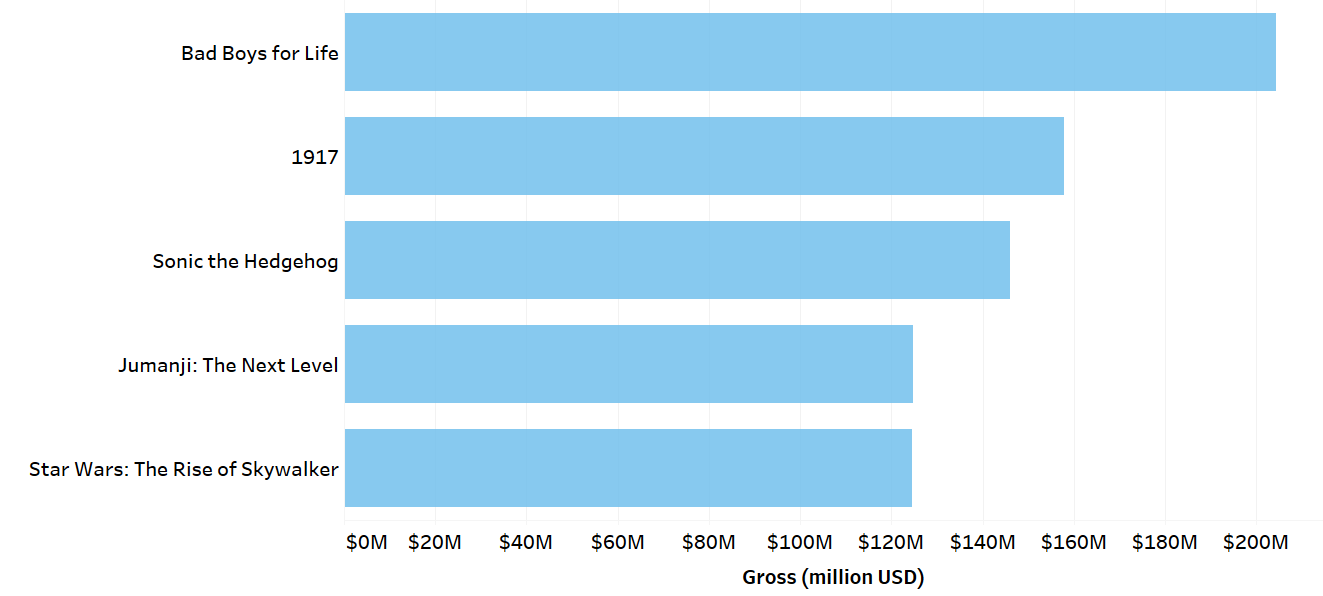 Bad Boys for Life
1917
Sonic the Hedgehog
Jumanji: The Next Level
Star Wars: The Rise of Skywalker
$0M $20M $40M $60M $80M $100M $120M $140M $160M $180M $200M
Gross (million USD)